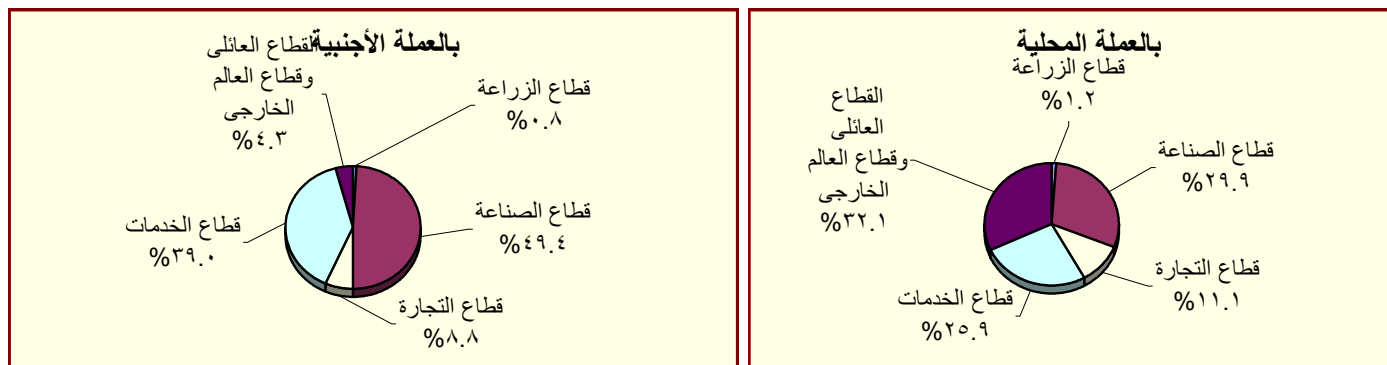 بالعملة المحلية
قطاع الزراعة
%١.٢
قطاع الصناعة
%٢٩.٩
قطاع التجارة
%١١.١
قطاع الخدمات
%٢٥.٩
القطاع
العائلى
وقطاع العالم
الخارجى
%٣٢.١
بالعملة الأجنبية
قطاع الزراعة
%٠.٨
قطاع الصناعة
%٤٩.٤
قطاع التجارة
%٨.٨
قطاع الخدمات
%٣٩.٠
القطاع العائلى
وقطاع العالم
الخارجى
%٤.٣